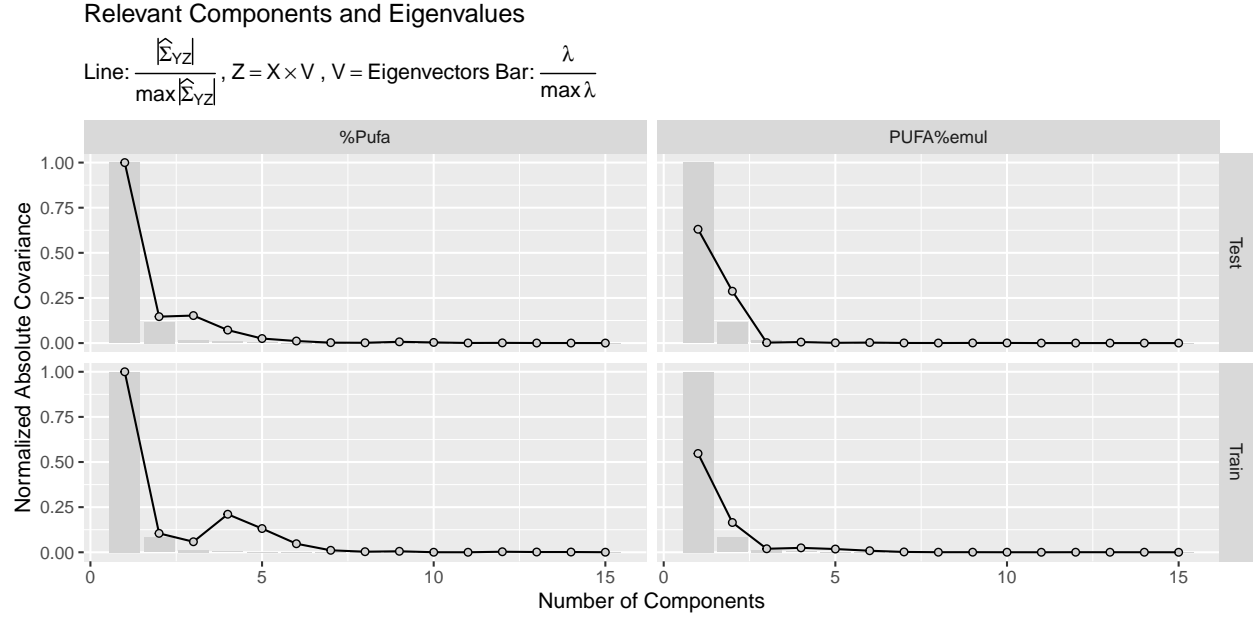 Relevant Components and Eigenvalues
Line: |Σ̂YZ| / max|Σ̂YZ| , Z = X × V , V = Eigenvectors Bar: λ / max λ
%Pufa
PUFA%emul
Normalized Absolute Covariance
1.00
0.75
0.50
0.25
0.00
Test
1.00
0.75
0.50
0.25
0.00
Train
0
5
10
15
0
5
10
15
Number of Components